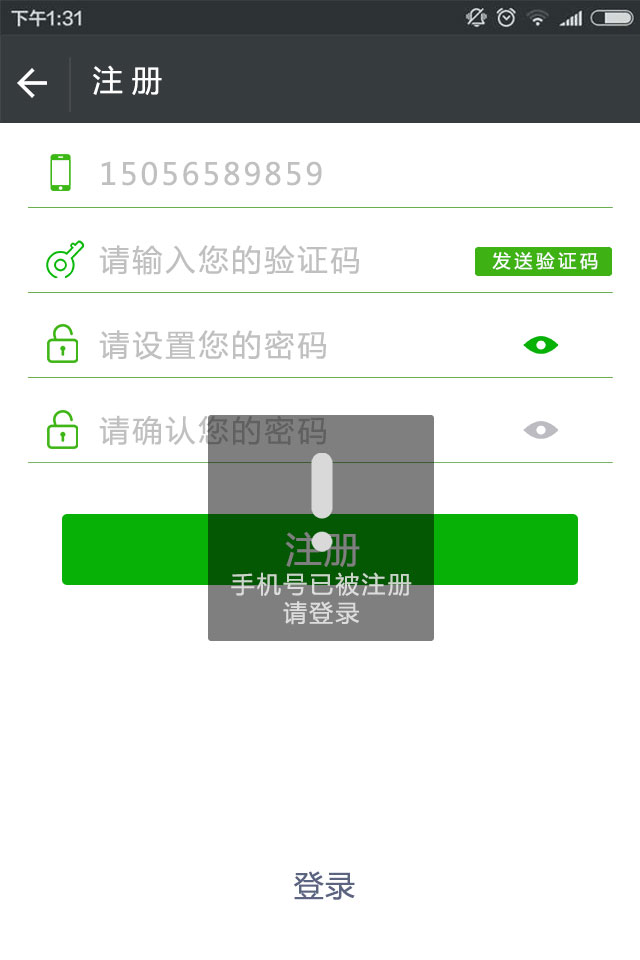 下午1:31
注册
15056589859
请输入您的验证码
发送验证码
请设置您的密码
请确认您的密码
注册
手机号已被注册
请登录
登录